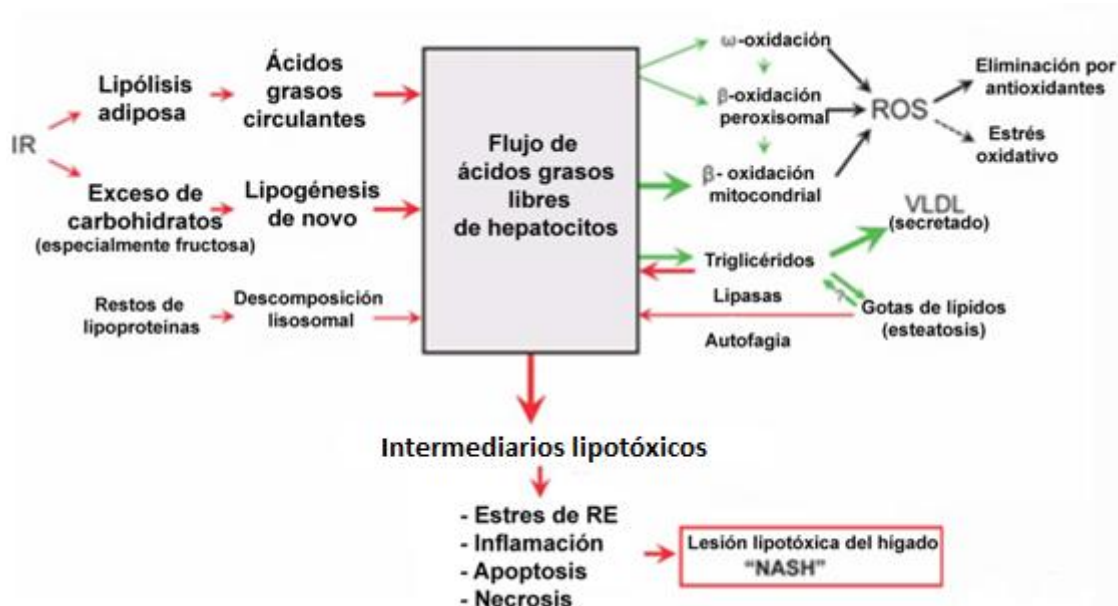 IR
Lipólisis
adiposa
Ácidos
grasos
circulantes
Exceso de
carbohidratos
(especialmente fructosa)
Lipogénesis
de novo
Restos de
lipoproteínas
Descomposición
lisosomal
Flujo de
ácidos grasos
libres
de hepatocitos
ω-oxidación
β-oxidación
peroxisomal
β- oxidación
mitocondrial
ROS
Eliminación por
antioxidantes
Estrés
oxidativo
VLDL
(secretado)
Triglicéridos
Lipasas
?
Gotas de lípidos
(esteatosis)
Autofagia
Intermediarios lipotóxicos
- Estres de RE
- Inflamación
- Apoptosis
- Necrosis
Lesión lipotóxica del hígado
“NASH”